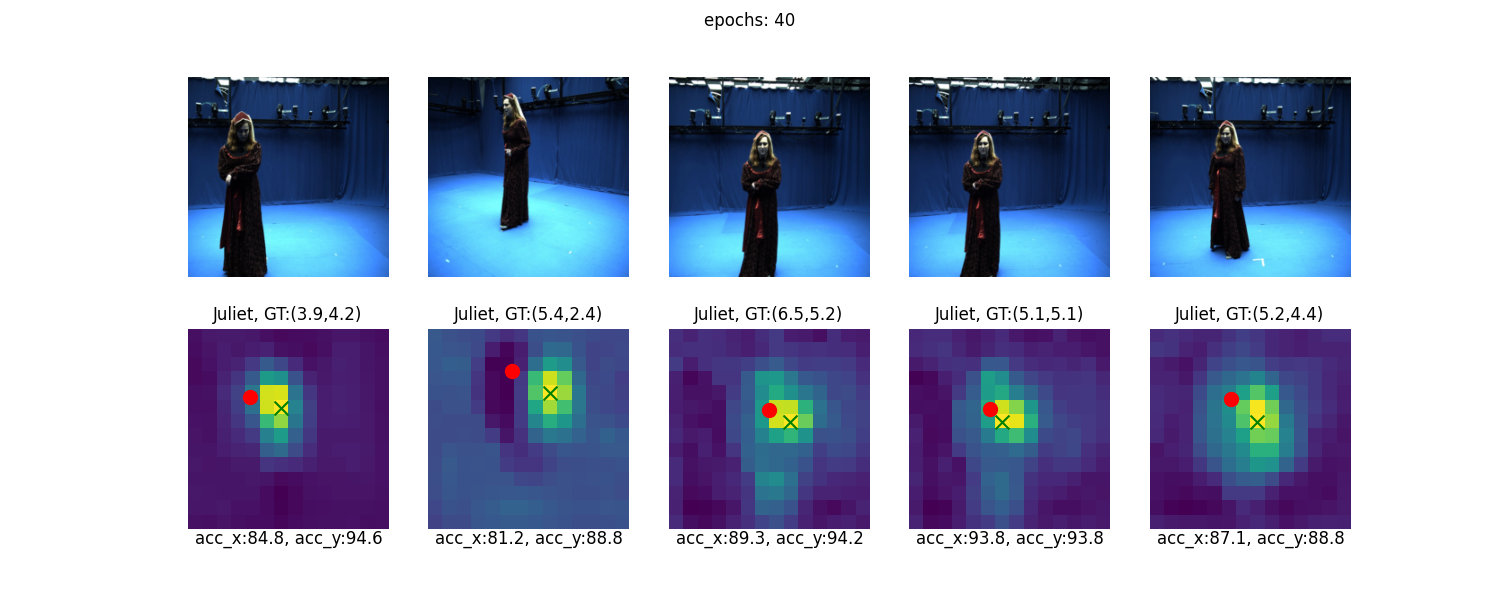 epochs: 40
Juliet, GT:(3.9,4.2)
Juliet, GT:(5.4,2.4)
Juliet, GT:(6.5,5.2)
Juliet, GT:(5.1,5.1)
Juliet, GT:(5.2,4.4)
acc_x:84.8, acc_y:94.6
acc_x:81.2, acc_y:88.8
acc_x:89.3, acc_y:94.2
acc_x:93.8, acc_y:93.8
acc_x:87.1, acc_y:88.8